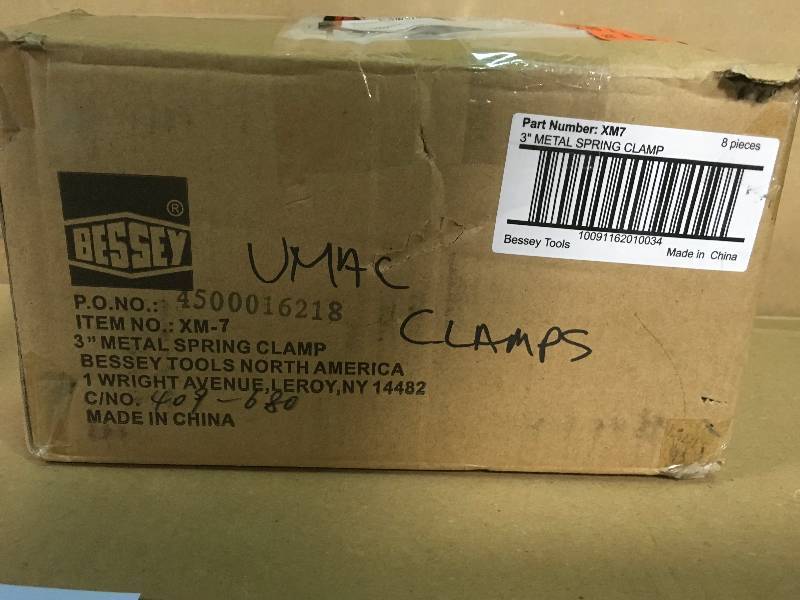 Part Number: XM7
8 pieces
3" METAL SPRING CLAMP
10091162010034
Bessey Tools
Made in China
BESSEY ®
UMAC
CLAMPS
P.O.NO.: 4500016218
ITEM NO.: XM-7
3" METAL SPRING CLAMP
BESSEY TOOLS NORTH AMERICA
1 WRIGHT AVENUE,LEROY,NY 14482
C/NO. 409-680
MADE IN CHINA